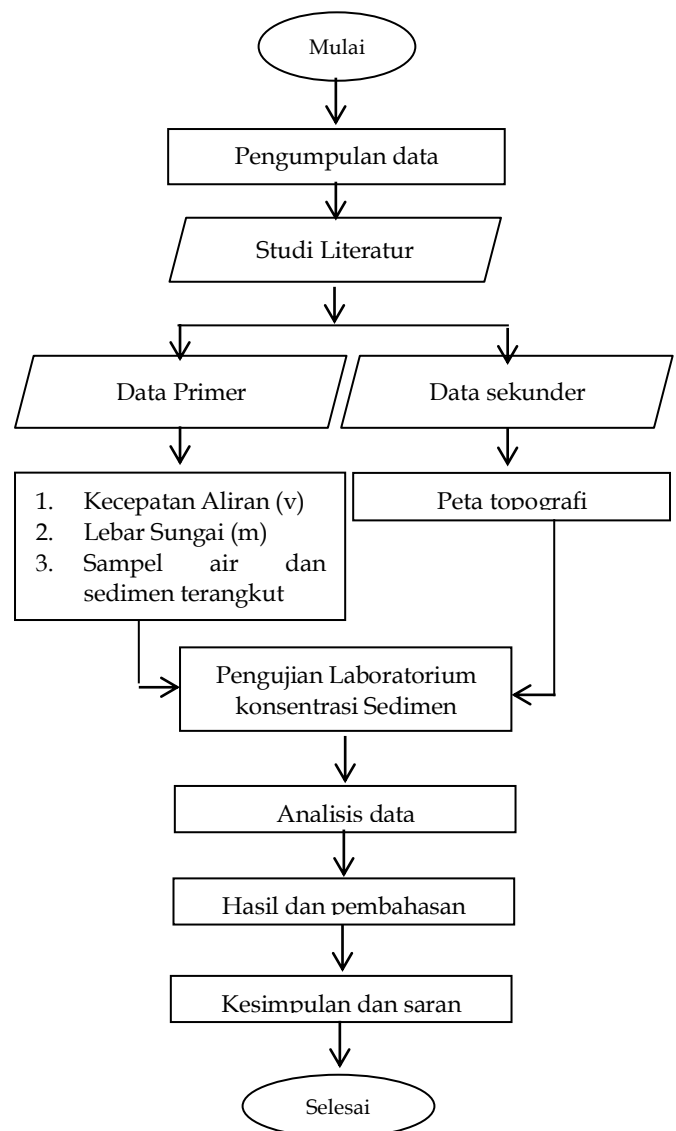 Mulai
Pengumpulan data
Studi Literatur
Data Primer
Data sekunder
1. Kecepatan Aliran (v)
2. Lebar Sungai (m)
3. Sampel air dan
sedimen terangkut
Peta topografi
Pengujian Laboratorium
konsentrasi Sedimen
Analisis data
Hasil dan pembahasan
Kesimpulan dan saran
Selesai